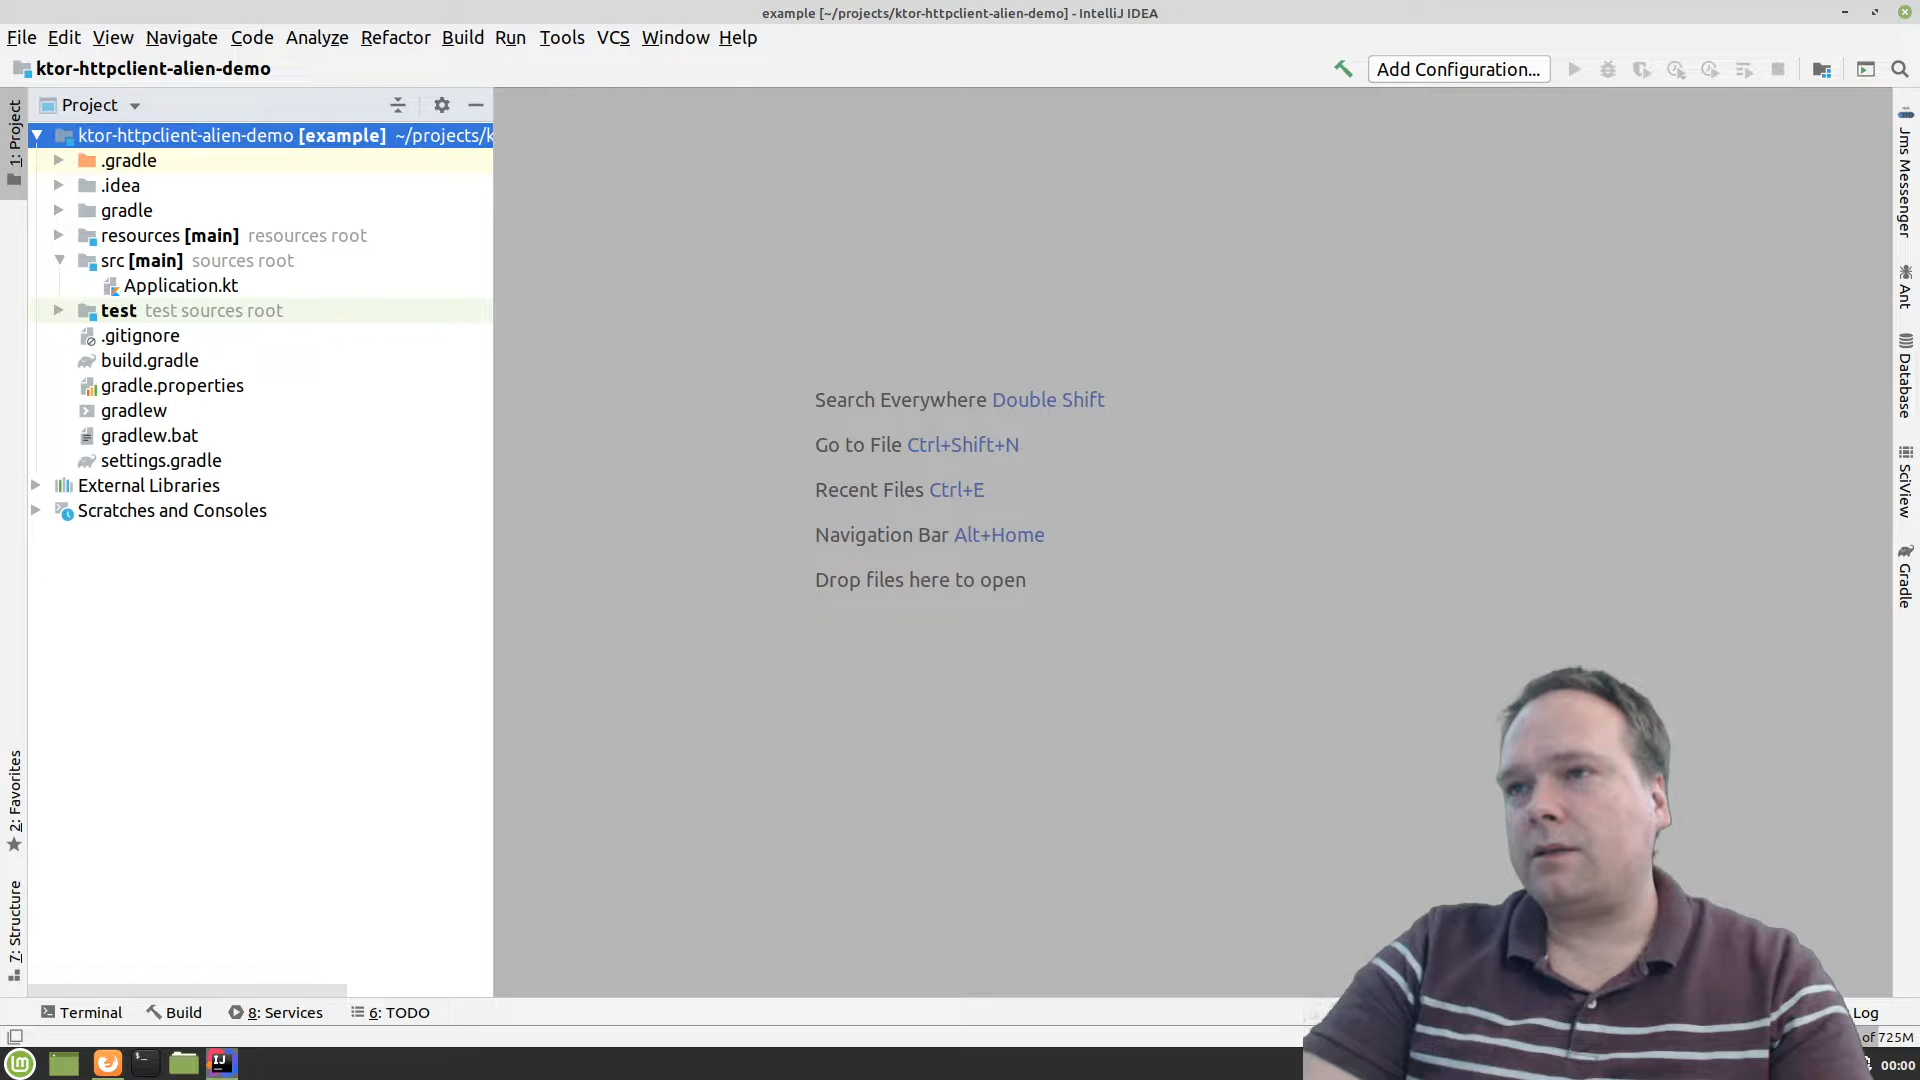 example [~/projects/ktor-httpclient-alien-demo] - IntelliJ IDEA
File Edit View Navigate Code Analyze Refactor Build Run Tools VCS Window Help
ktor-httpclient-alien-demo
Add Configuration...
1: Project
Project
ktor-httpclient-alien-demo [example] ~/projects/k
.gradle
.idea
gradle
resources [main] resources root
src [main] sources root
Application.kt
test test sources root
.gitignore
build.gradle
gradle.properties
gradlew
gradlew.bat
settings.gradle
External Libraries
Scratches and Consoles
Search Everywhere Double Shift
Go to File Ctrl+Shift+N
Recent Files Ctrl+E
Navigation Bar Alt+Home
Drop files here to open
Jms Messenger
Ant
Database
SciView
Gradle
2: Favorites
7: Structure
Terminal Build 8: Services 6: TODO
Log
of 725M
lm
IJ
00:00